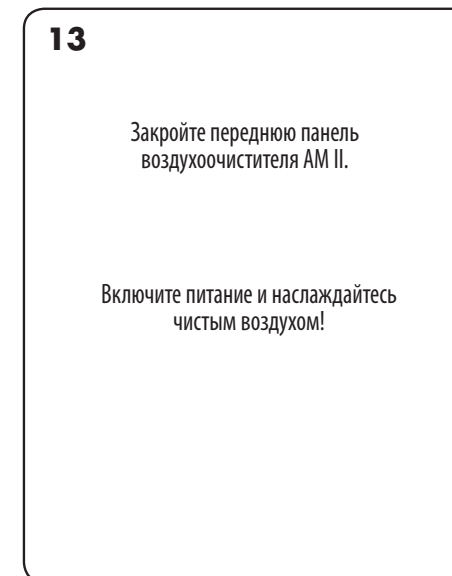 13
Закройте переднюю панель
воздухоочистителя AM II.
Включите питание и наслаждайтесь
чистым воздухом!